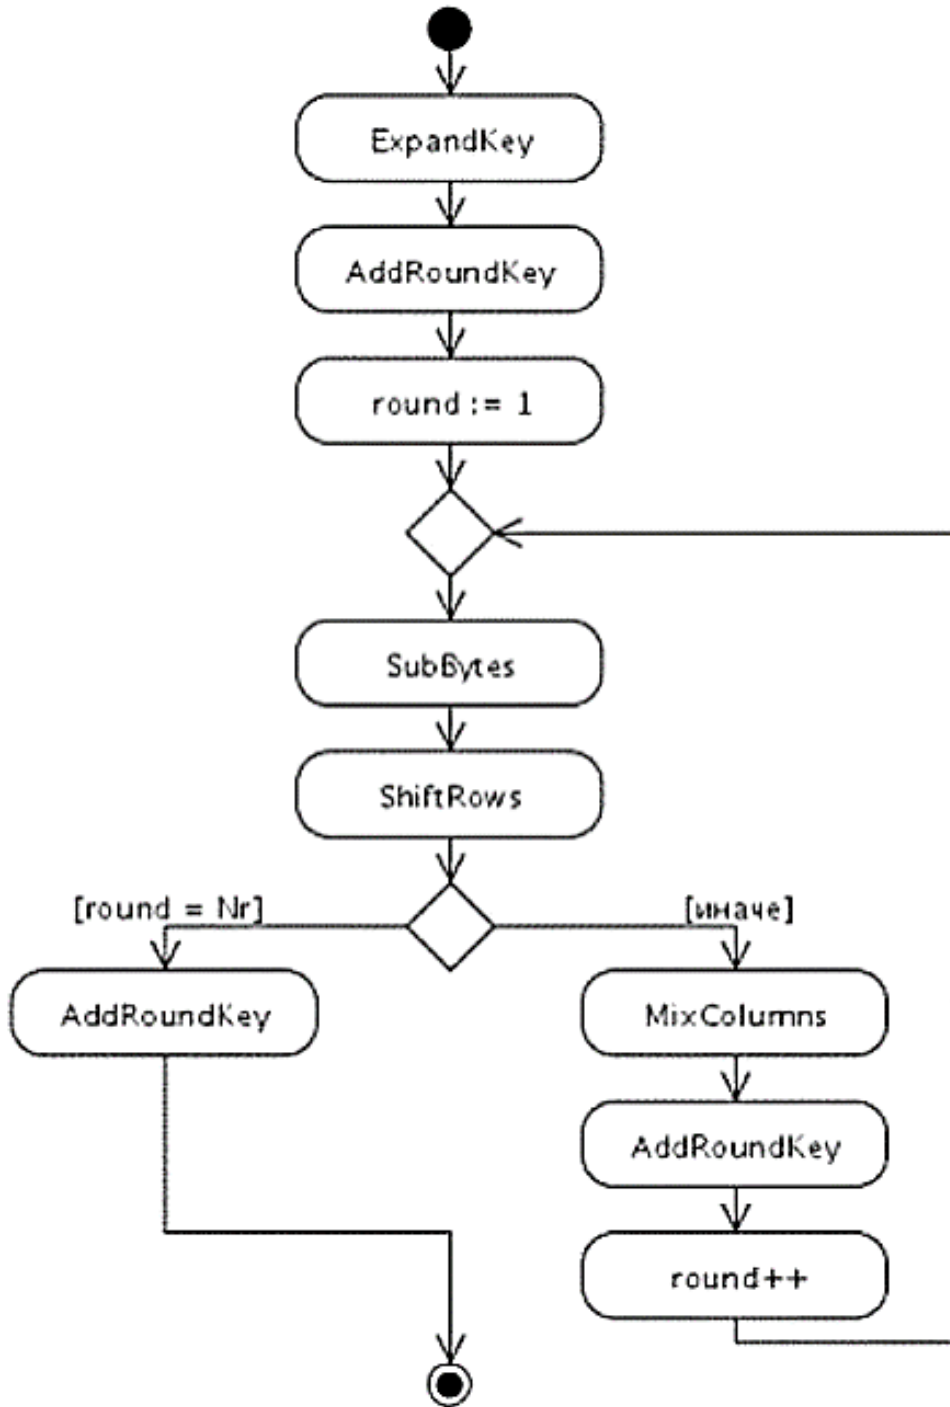 ExpandKey
AddRoundKey
round := 1
SubBytes
ShiftRows
[round = Nr]
[иначе]
AddRoundKey
MixColumns
AddRoundKey
round++